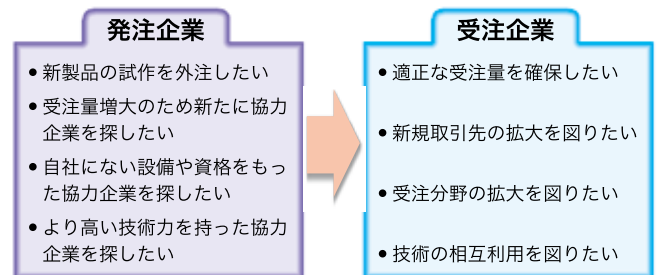 発注企業
• 新製品の試作を外注したい
• 受注量増大のため新たに協力
企業を探したい
• 自社にない設備や資格をもっ
た協力企業を探したい
• より高い技術力を持った協力
企業を探したい
受注企業
• 適正な受注量を確保したい
• 新規取引先の拡大を図りたい
• 受注分野の拡大を図りたい
• 技術の相互利用を図りたい